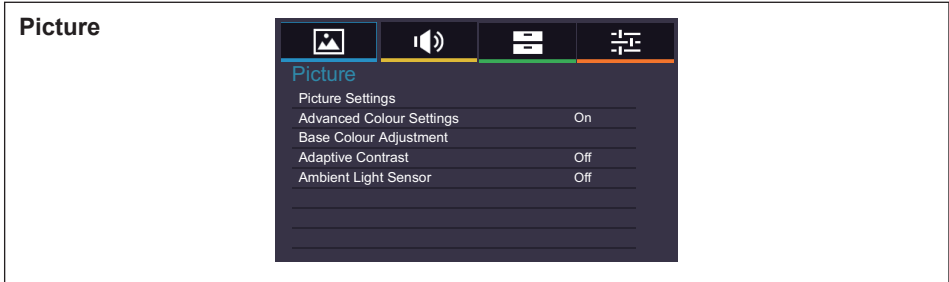 Picture
Picture
Picture Settings
Advanced Colour Settings On
Base Colour Adjustment
Adaptive Contrast Off
Ambient Light Sensor Off